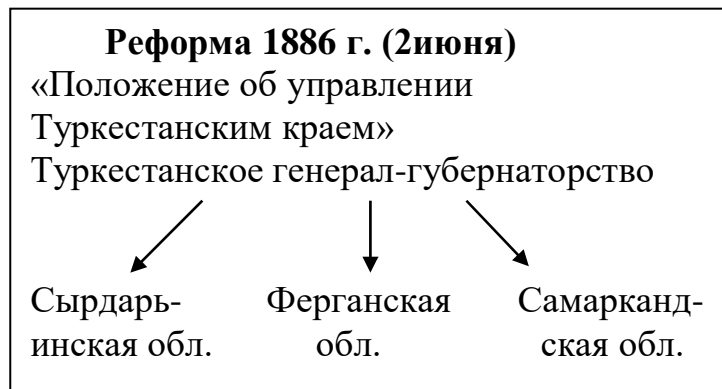 Реформа 1886 г. (2июня)
«Положение об управлении
Туркестанским краем»
Туркестанское генерал-губернаторство
Сырдарь- Ферганская Самарканд-
инская обл. обл. ская обл.